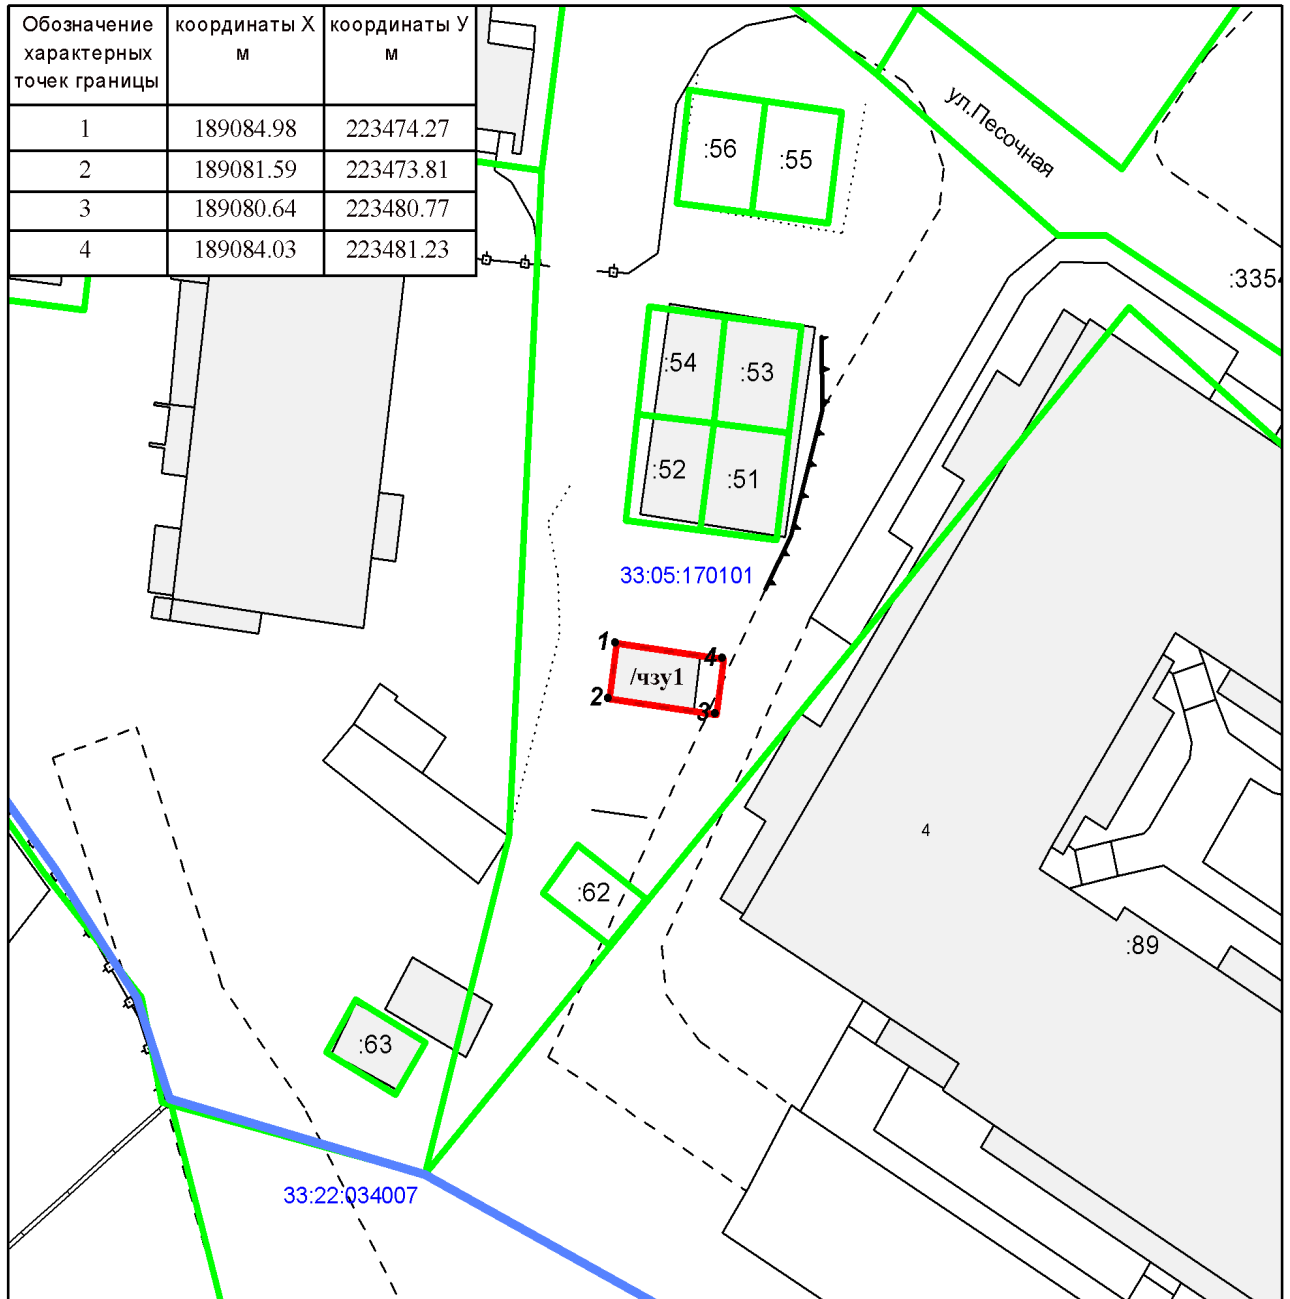 Обозначение характерных точек границы | координаты Х м | координаты У м
1 | 189084.98 | 223474.27
2 | 189081.59 | 223473.81
3 | 189080.64 | 223480.77
4 | 189084.03 | 223481.23
ул.Песочная
:56
:55
:54
:53
:52
:51
33:05:170101
1
4
/чзу1
2
3
4
:62
:89
:63
33:22:034007